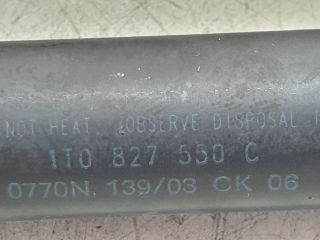 NOT HEAT OBSERVE DISPOSAL
1T0 827 550 C
0770N 139/03 CK 06